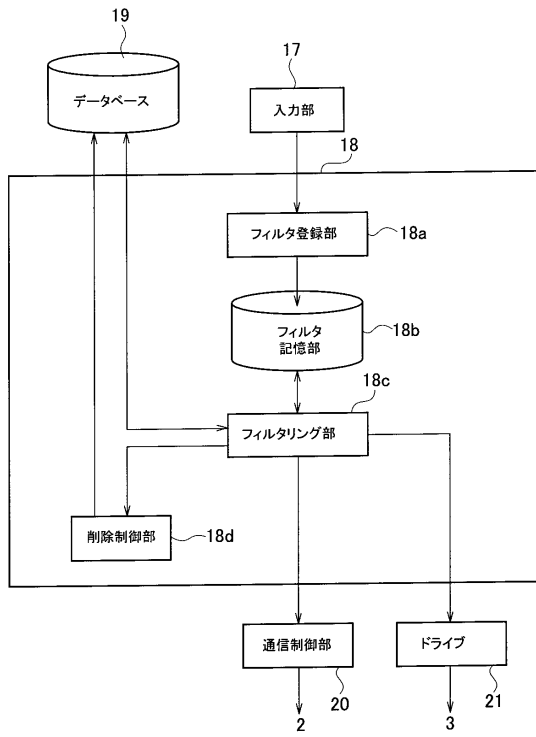 19
データベース
17
入力部
18
フィルタ登録部
18a
フィルタ
記憶部
18b
18c
フィルタリング部
削除制御部
18d
通信制御部
20
ドライブ
21
2
3